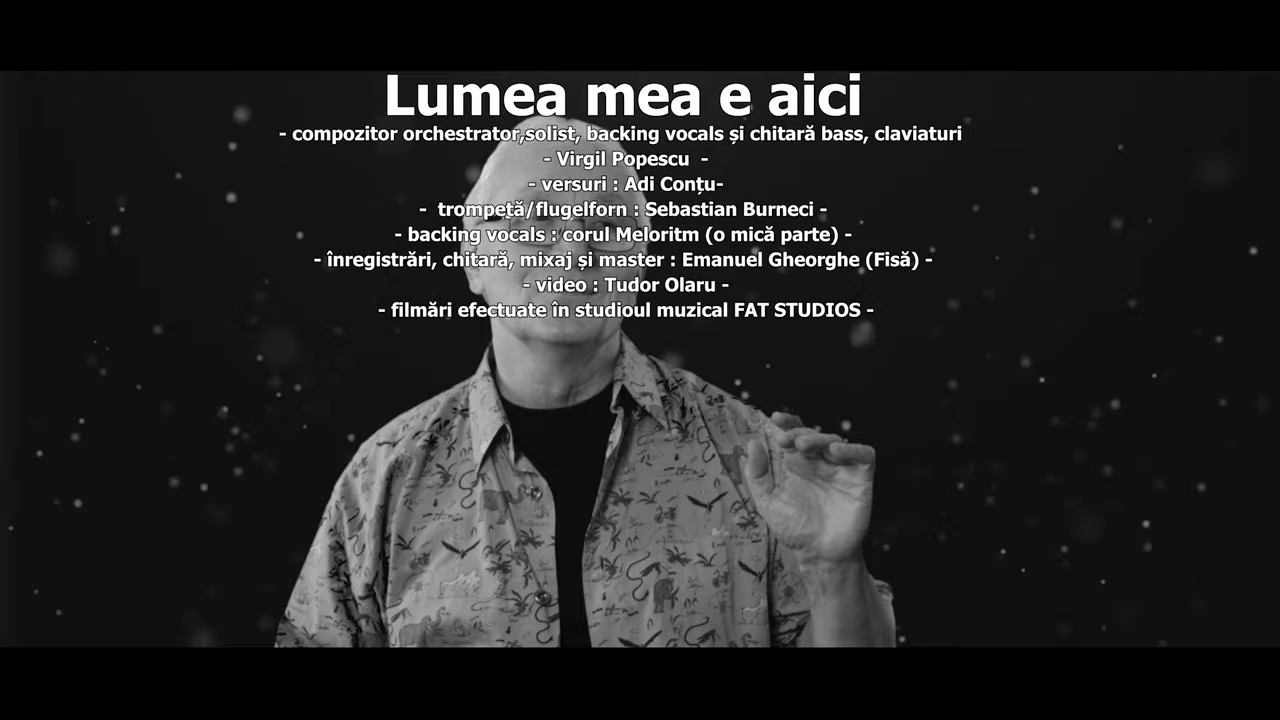 Lumea mea e aici
- compozitor orchestrator,solist, backing vocals și chitară bass, claviaturi
- Virgil Popescu  -
- versuri : Adi Conțu-
-  trompetă/flugelforn : Sebastian Burneci -
- backing vocals : corul Meloritm (o mică parte) -
- înregistrări, chitară, mixaj și master : Emanuel Gheorghe (Fisă) -
- video : Tudor Olaru -
- filmări efectuate în studioul muzical FAT STUDIOS -